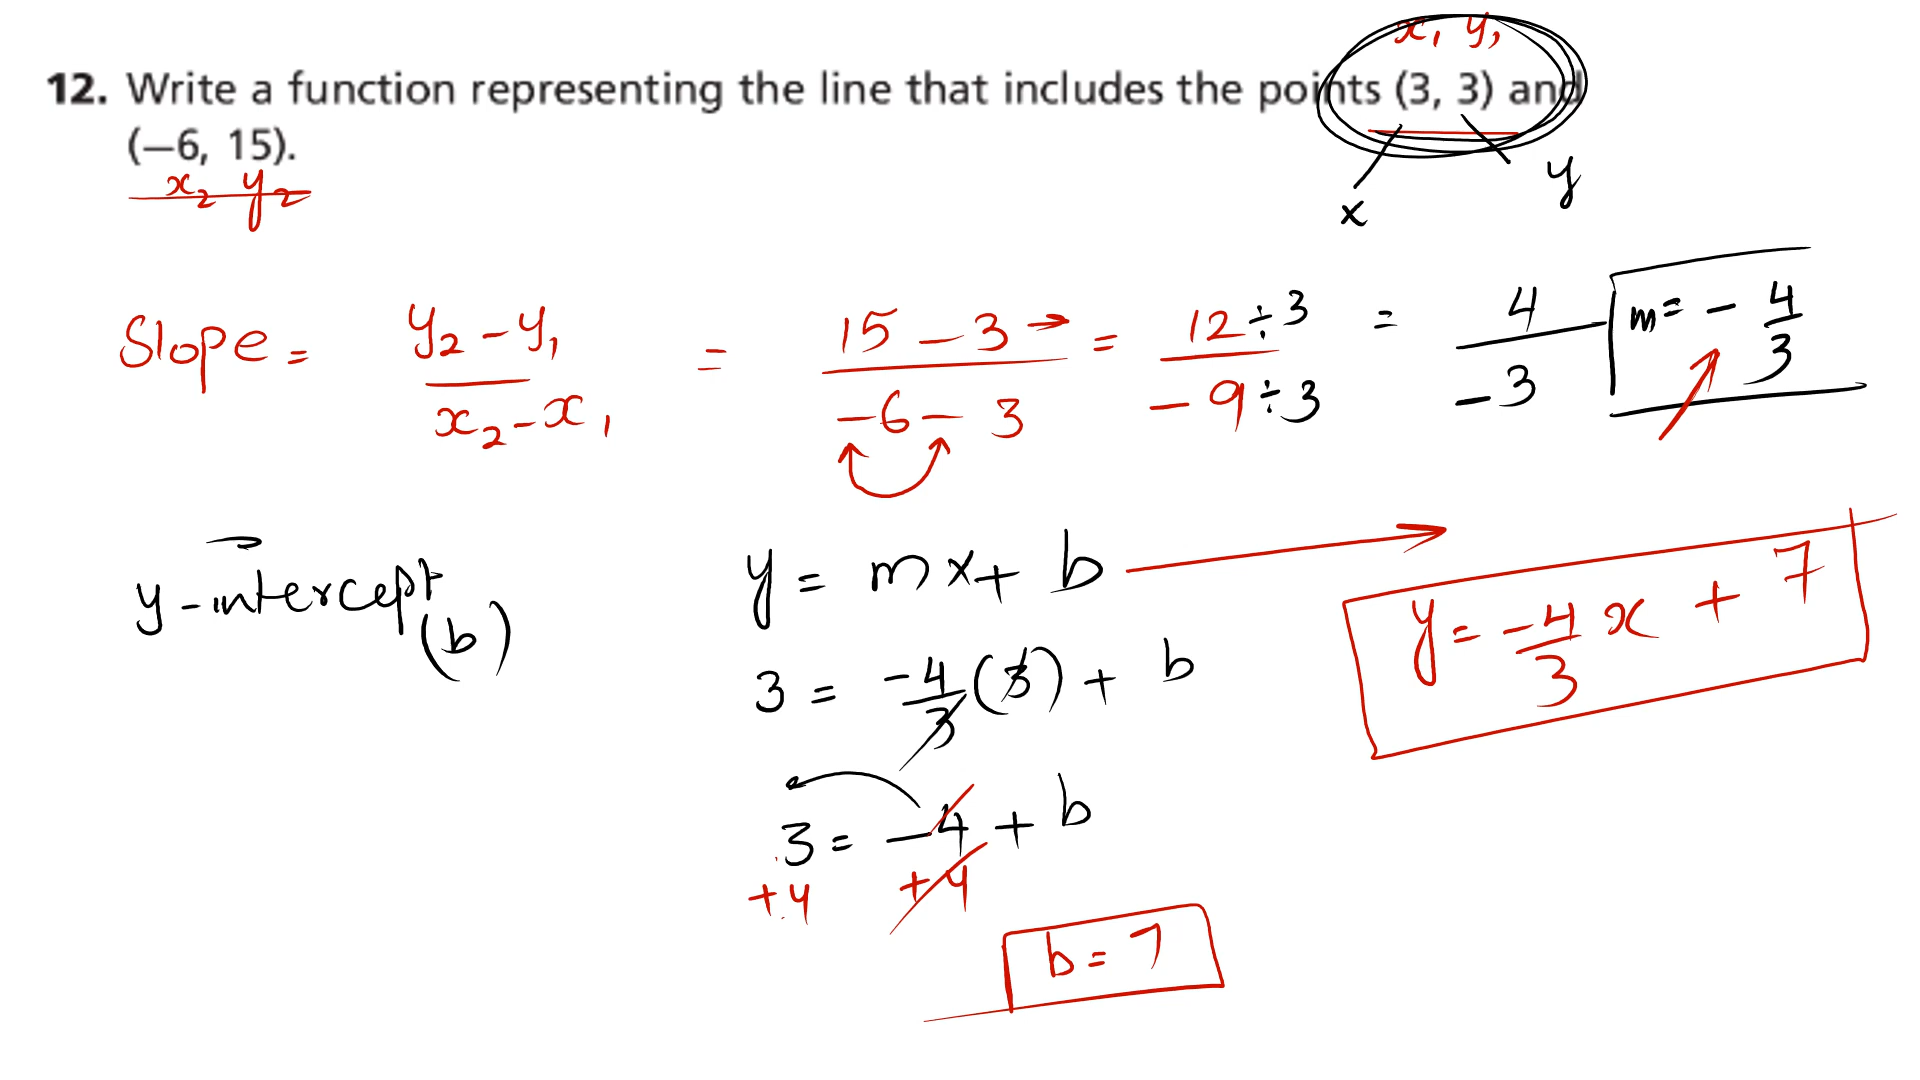 x₁ y₁
12. Write a function representing the line that includes the points (3, 3) and
(−6, 15).
x₂ y₂
x y
Slope = y₂ − y₁ / x₂ − x₁ = 15 − 3 / −6 − 3 = 12 ÷ 3 / −9 ÷ 3 = 4 / −3 m = − 4/3
y-intercept (b)
y = mx + b
y = −4/3 x + 7
3 = −4/3 (3) + b
3 = −4 + b
+4 +4
b = 7